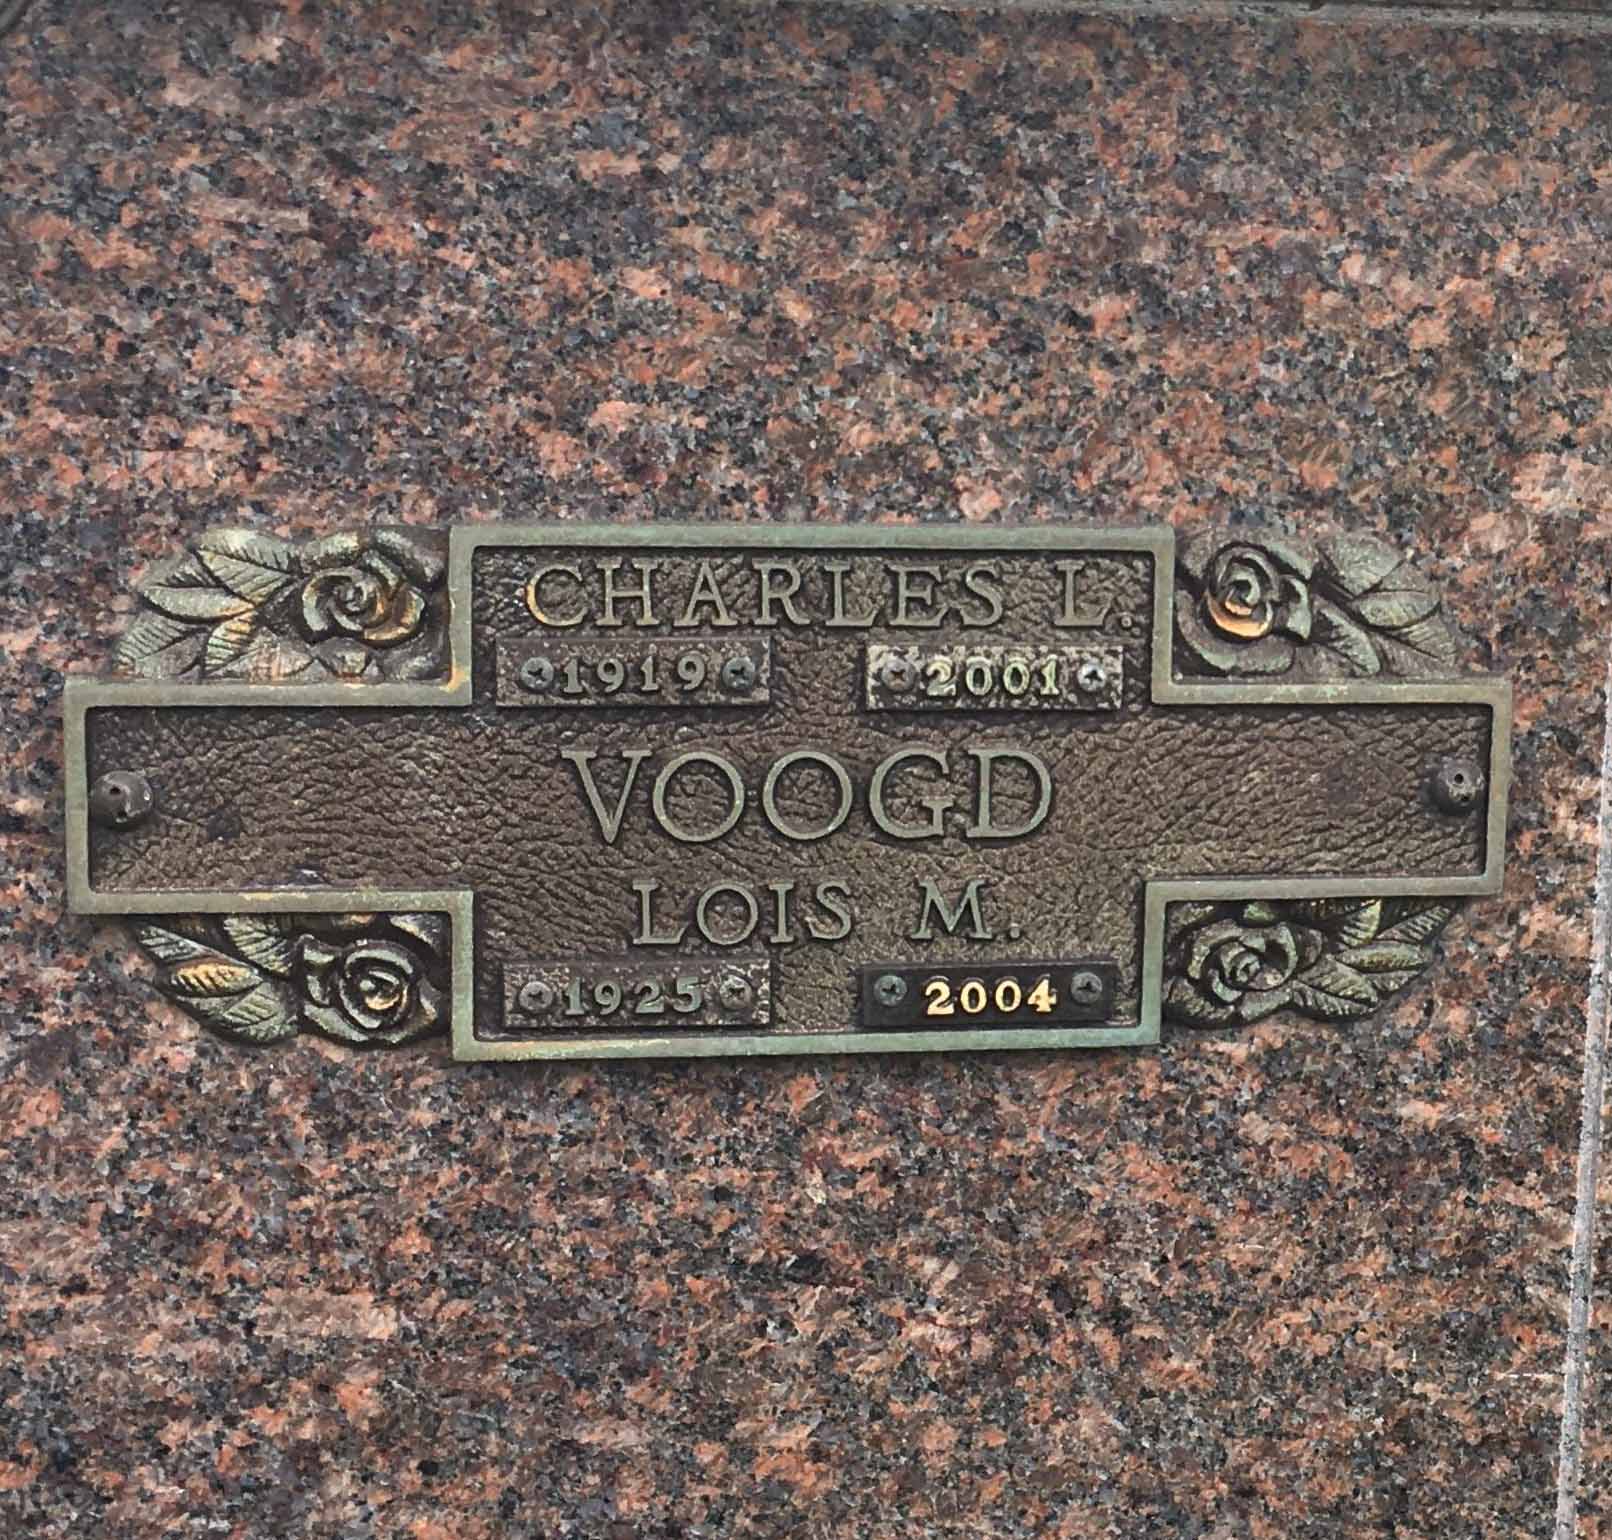 CHARLES L.
1919 2001
VOOGD
LOIS M.
1925 2004